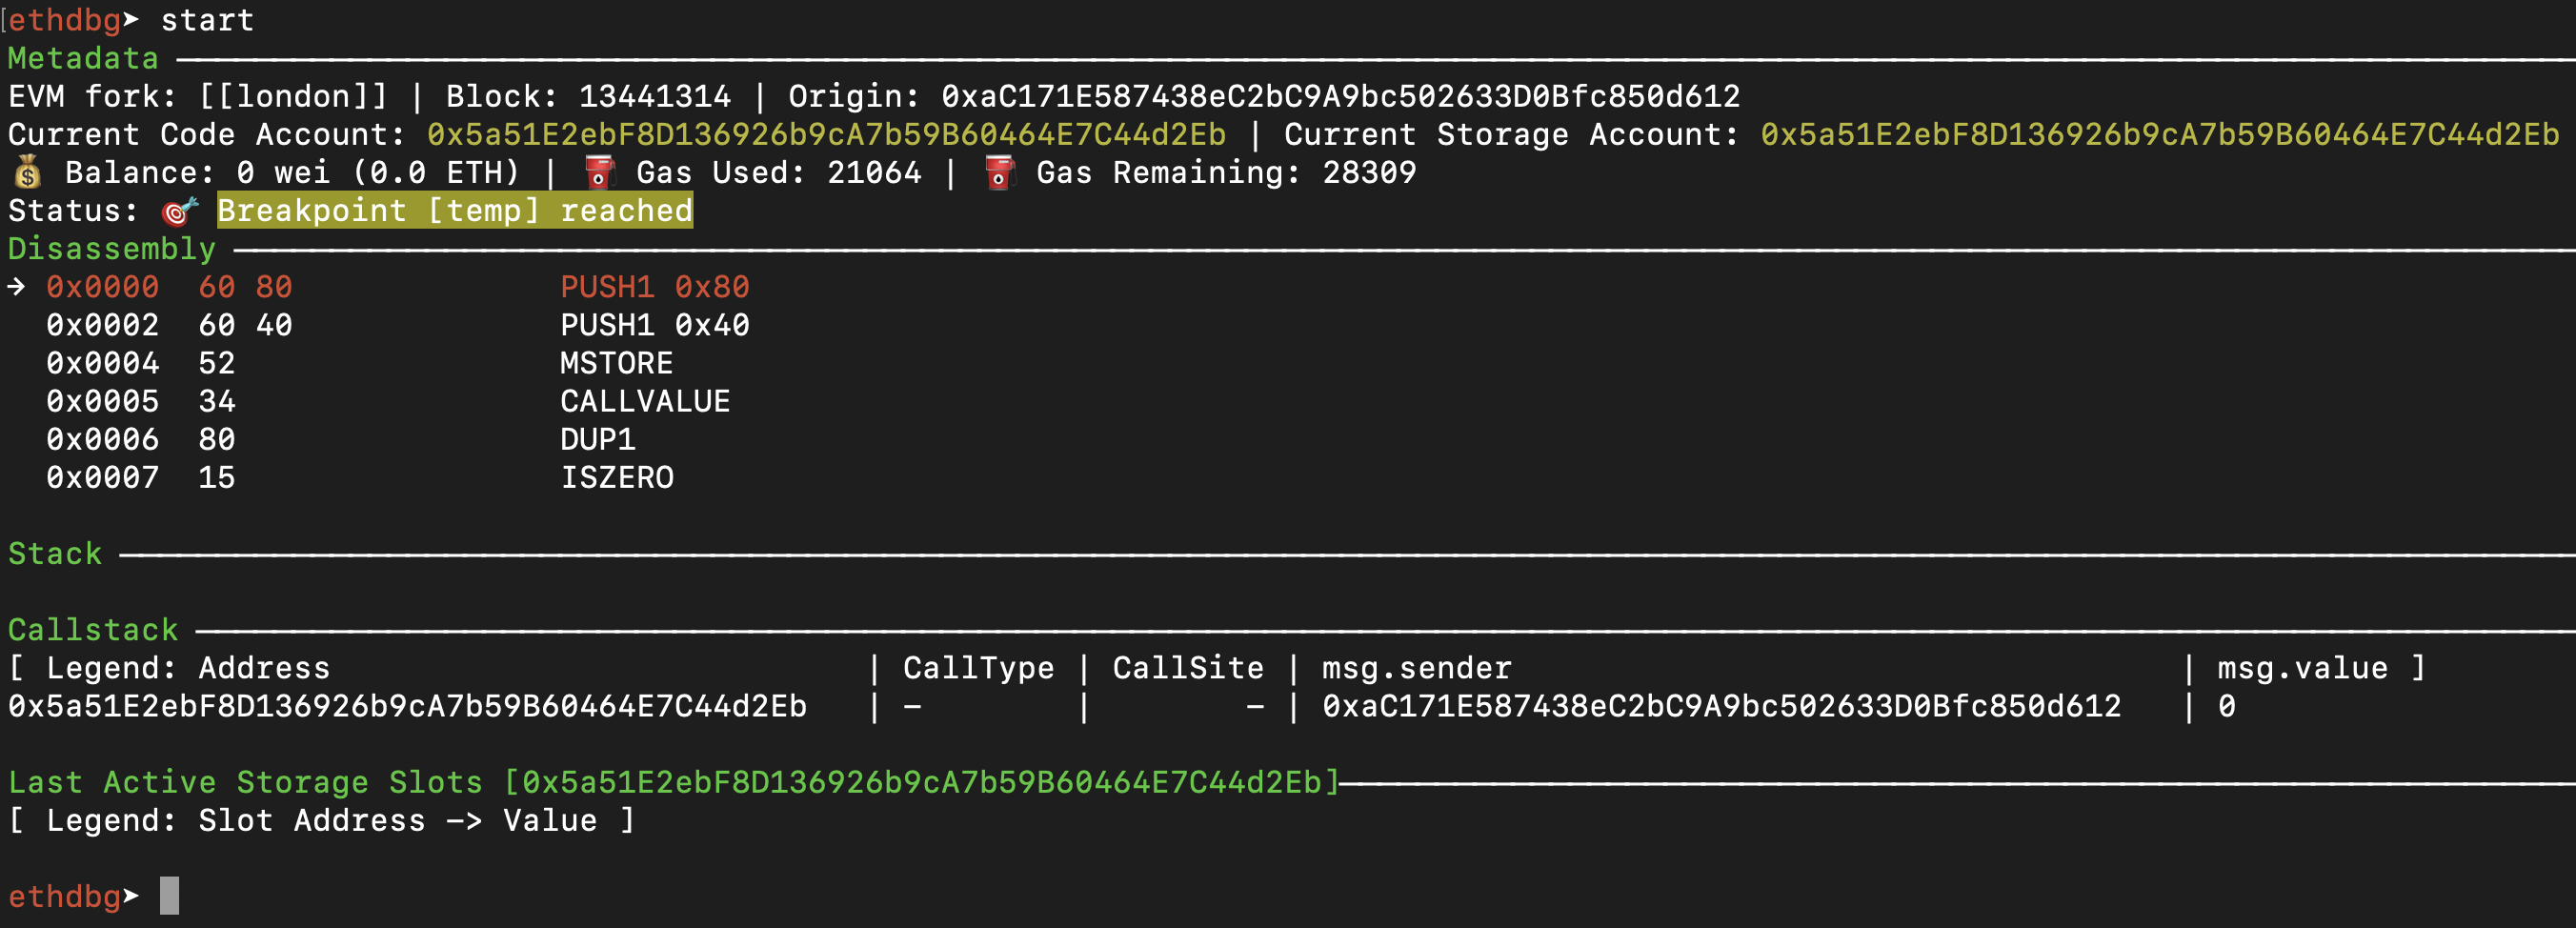 [ethdbg➤ start
Metadata
EVM fork: [[london]] | Block: 13441314 | Origin: 0xaC171E587438eC2bC9A9bc502633D0Bfc850d612
Current Code Account: 0x5a51E2ebF8D136926b9cA7b59B60464E7C44d2Eb | Current Storage Account: 0x5a51E2ebF8D136926b9cA7b59B60464E7C44d2Eb
💰 Balance: 0 wei (0.0 ETH) | ⛽ Gas Used: 21064 | ⛽ Gas Remaining: 28309
Status: 🎯 Breakpoint [temp] reached
Disassembly
→ 0x0000 60 80 PUSH1 0x80
0x0002 60 40 PUSH1 0x40
0x0004 52 MSTORE
0x0005 34 CALLVALUE
0x0006 80 DUP1
0x0007 15 ISZERO
Stack
Callstack
[ Legend: Address | CallType | CallSite | msg.sender | msg.value ]
0x5a51E2ebF8D136926b9cA7b59B60464E7C44d2Eb | - | - | 0xaC171E587438eC2bC9A9bc502633D0Bfc850d612 | 0
Last Active Storage Slots [0x5a51E2ebF8D136926b9cA7b59B60464E7C44d2Eb]
[ Legend: Slot Address -> Value ]
ethdbg➤